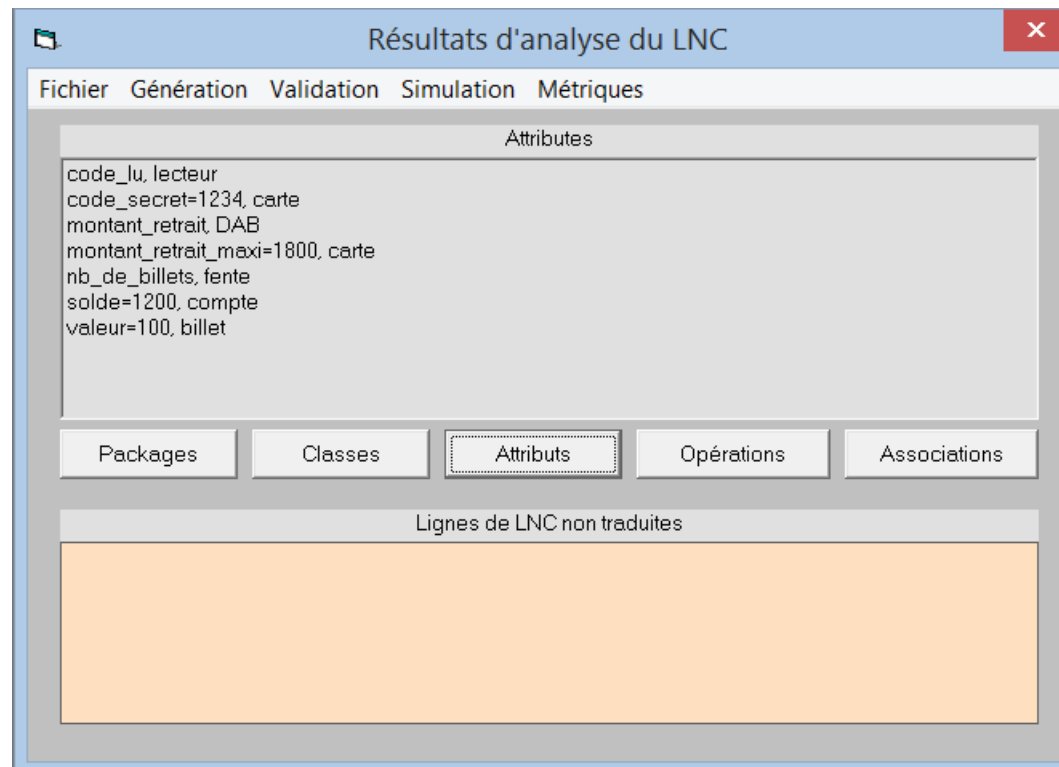 Résultats d'analyse du LNC
Fichier Génération Validation Simulation Métriques
Attributes
code_lu, lecteur
code_secret=1234, carte
montant_retrait, DAB
montant_retrait_maxi=1800, carte
nb_de_billets, fente
solde=1200, compte
valeur=100, billet
Packages Classes Attributs Opérations Associations
Lignes de LNC non traduites